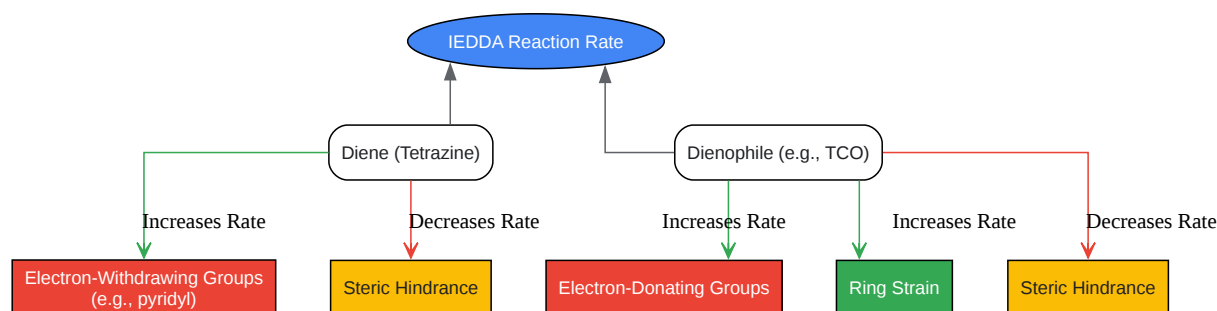 IEDDA Reaction Rate
Diene (Tetrazine)
Dienophile (e.g., TCO)
Increases Rate
Decreases Rate
Increases Rate
Increases Rate
Decreases Rate
Electron-Withdrawing Groups
(e.g., pyridyl)
Steric Hindrance
Electron-Donating Groups
Ring Strain
Steric Hindrance